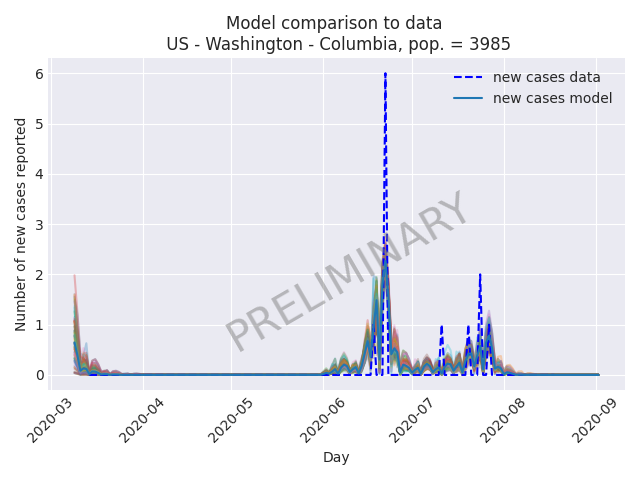 Model comparison to data
US - Washington - Columbia, pop. = 3985
new cases data
new cases model
PRELIMINARY
Number of new cases reported
6
5
4
3
2
1
0
2020-03
2020-04
2020-05
2020-06
2020-07
2020-08
2020-09
Day